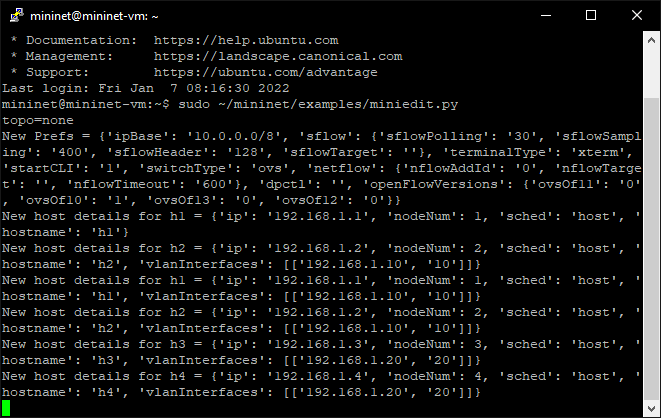 mininet@mininet-vm: ~
 * Documentation:  https://help.ubuntu.com
 * Management:     https://landscape.canonical.com
 * Support:        https://ubuntu.com/advantage
Last login: Fri Jan  7 08:16:30 2022
mininet@mininet-vm:~$ sudo ~/mininet/examples/miniedit.py
topo=none
New Prefs = {'ipBase': '10.0.0.0/8', 'sflow': {'sflowPolling': '30', 'sflowSampl
ing': '400', 'sflowHeader': '128', 'sflowTarget': ''}, 'terminalType': 'xterm',
'startCLI': '1', 'switchType': 'ovs', 'netflow': {'nflowAddId': '0', 'nflowTarge
t': '', 'nflowTimeout': '600'}, 'dpctl': '', 'openFlowVersions': {'ovsOf11': '0'
, 'ovsOf10': '1', 'ovsOf13': '0', 'ovsOf12': '0'}}
New host details for h1 = {'ip': '192.168.1.1', 'nodeNum': 1, 'sched': 'host', '
hostname': 'h1'}
New host details for h2 = {'ip': '192.168.1.2', 'nodeNum': 2, 'sched': 'host', '
hostname': 'h2', 'vlanInterfaces': [['192.168.1.10', '10']]}
New host details for h1 = {'ip': '192.168.1.1', 'nodeNum': 1, 'sched': 'host', '
hostname': 'h1', 'vlanInterfaces': [['192.168.1.10', '10']]}
New host details for h2 = {'ip': '192.168.1.2', 'nodeNum': 2, 'sched': 'host', '
hostname': 'h2', 'vlanInterfaces': [['192.168.1.10', '10']]}
New host details for h3 = {'ip': '192.168.1.3', 'nodeNum': 3, 'sched': 'host', '
hostname': 'h3', 'vlanInterfaces': [['192.168.1.20', '20']]}
New host details for h4 = {'ip': '192.168.1.4', 'nodeNum': 4, 'sched': 'host', '
hostname': 'h4', 'vlanInterfaces': [['192.168.1.20', '20']]}